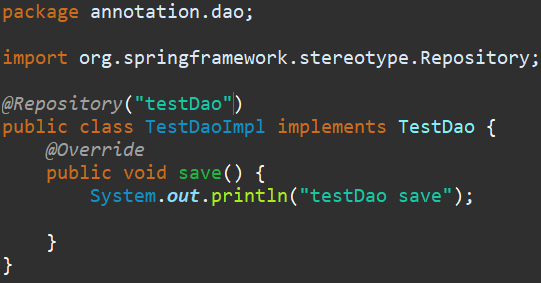 package annotation.dao;
import org.springframework.stereotype.Repository;
@Repository("testDao")
public class TestDaoImpl implements TestDao {
@Override
public void save() {
System.out.println("testDao save");
}
}